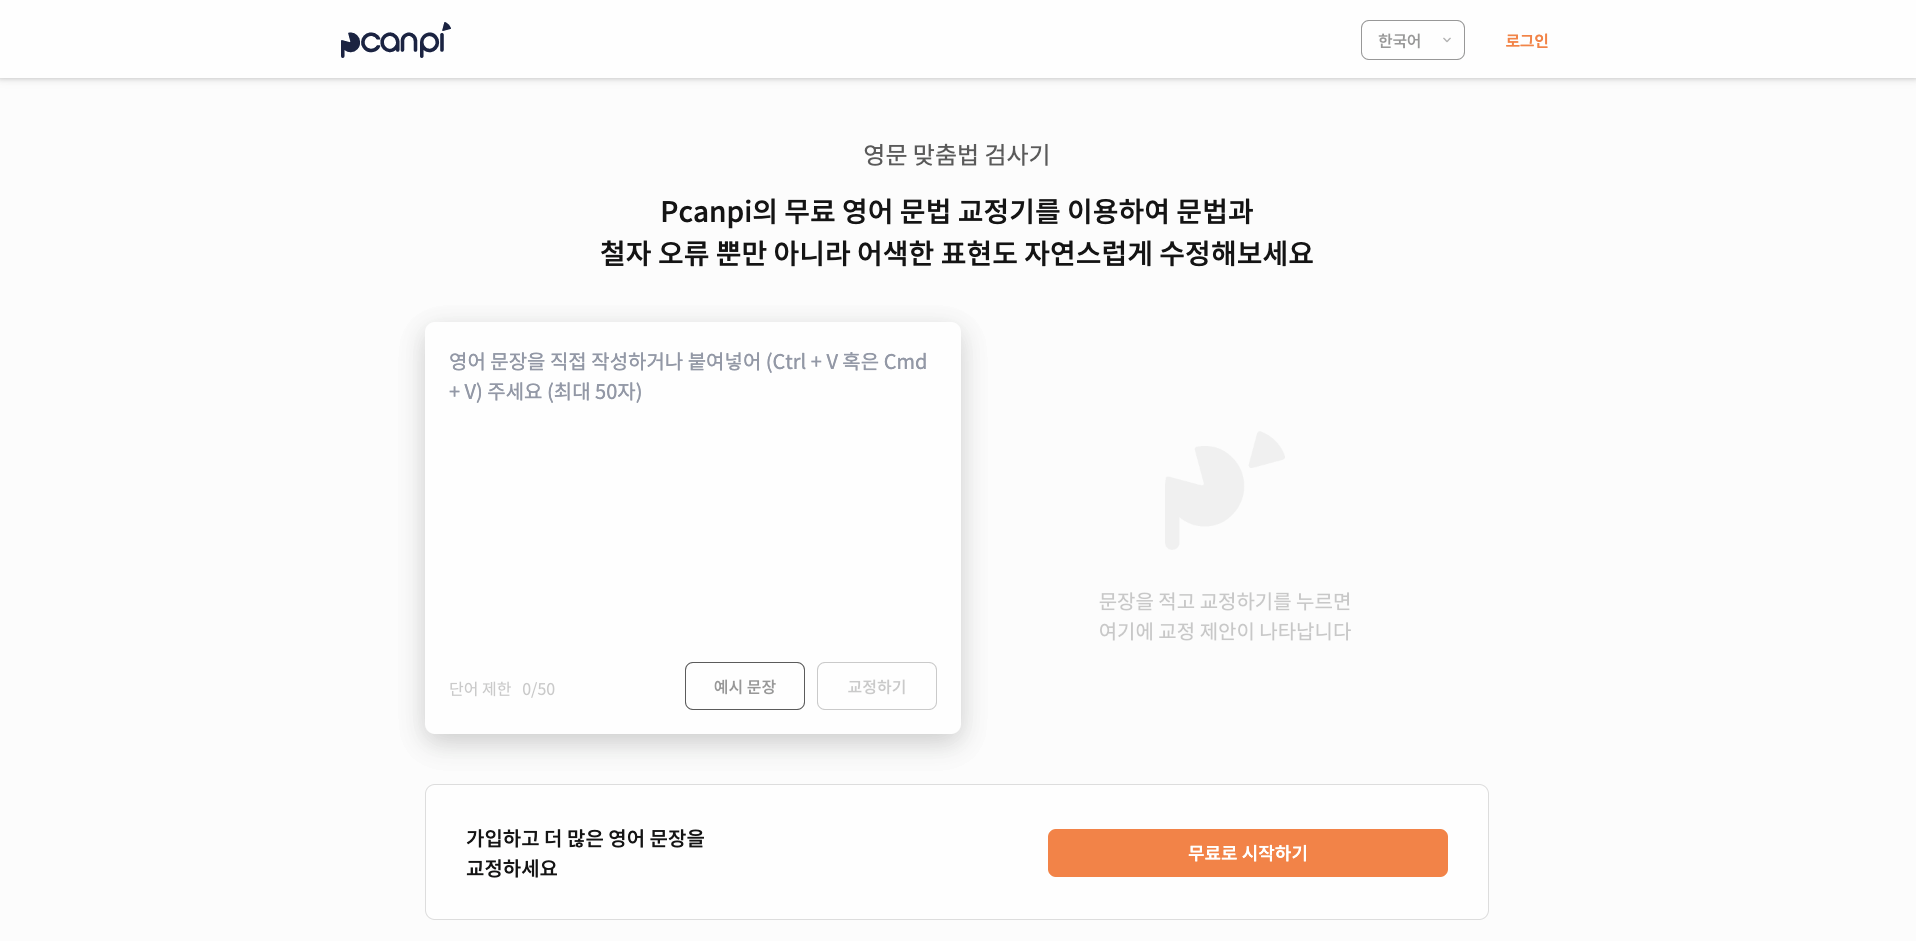 pcanpi
한국어
로그인
영문 맞춤법 검사기
Pcanpi의 무료 영어 문법 교정기를 이용하여 문법과
철자 오류 뿐만 아니라 어색한 표현도 자연스럽게 수정해보세요
영어 문장을 직접 작성하거나 붙여넣어 (Ctrl + V 혹은 Cmd
+ V) 주세요 (최대 50자)
단어 제한 0/50
예시 문장
교정하기
문장을 적고 교정하기를 누르면
여기에 교정 제안이 나타납니다
가입하고 더 많은 영어 문장을
교정하세요
무료로 시작하기